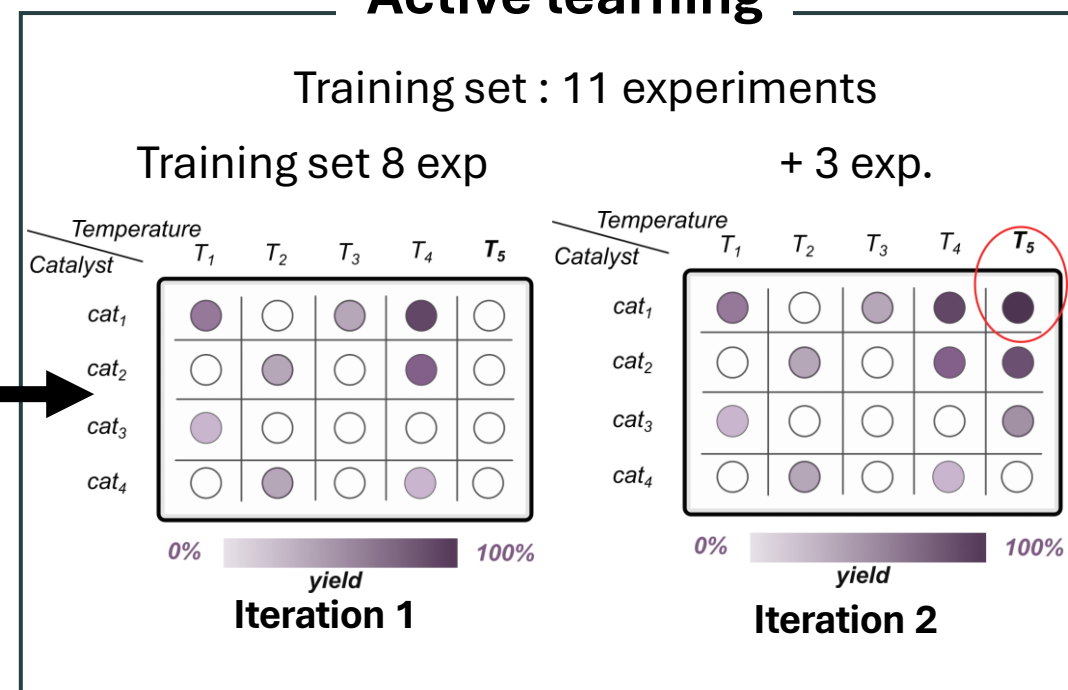 Active learning
Training set : 11 experiments
Training set 8 exp
+ 3 exp.
Temperature
Catalyst
T1 T2 T3 T4 T5
cat1
cat2
cat3
cat4
0% 100%
yield
Iteration 1
Temperature
Catalyst
T1 T2 T3 T4 T5
cat1
cat2
cat3
cat4
0% 100%
yield
Iteration 2